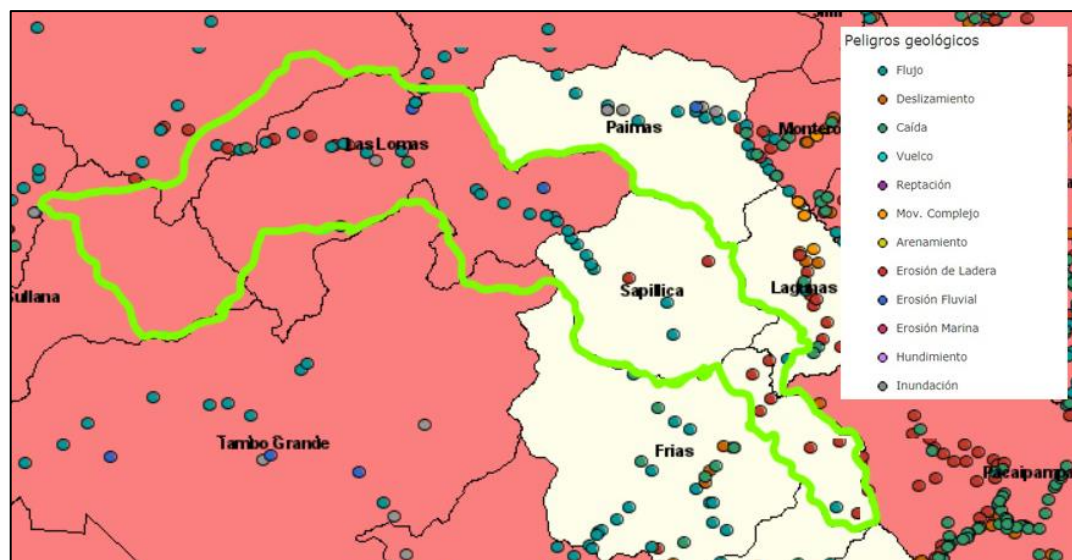 Peligros geológicos
Flujo
Deslizamiento
Caída
Vuelco
Reptación
Mov. Complejo
Arenamiento
Erosión de Ladera
Erosión Fluvial
Erosión Marina
Hundimiento
Inundación
Paimas
Montero
Las Lomas
Sullana
Sapillica
Lagunas
Tambo Grande
Frias
Pacaipampa